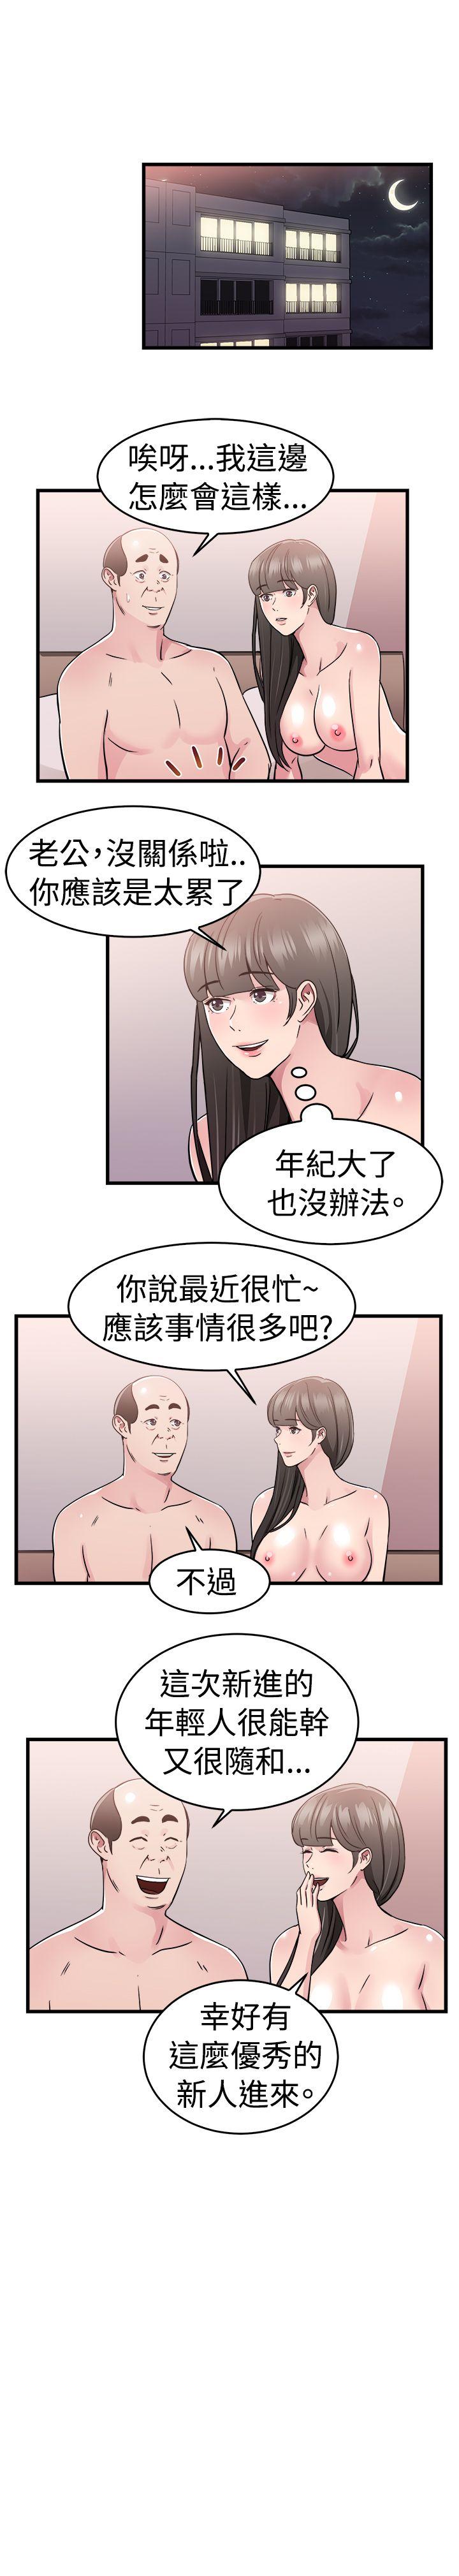 唉呀...我這邊
怎麼會這樣...
老公,沒關係啦..
你應該是太累了
年紀大了
也沒辦法。
你說最近很忙~
應該事情很多吧?
不過
這次新進的
年輕人很能幹
又很隨和...
幸好有
這麼優秀的
新人進來。